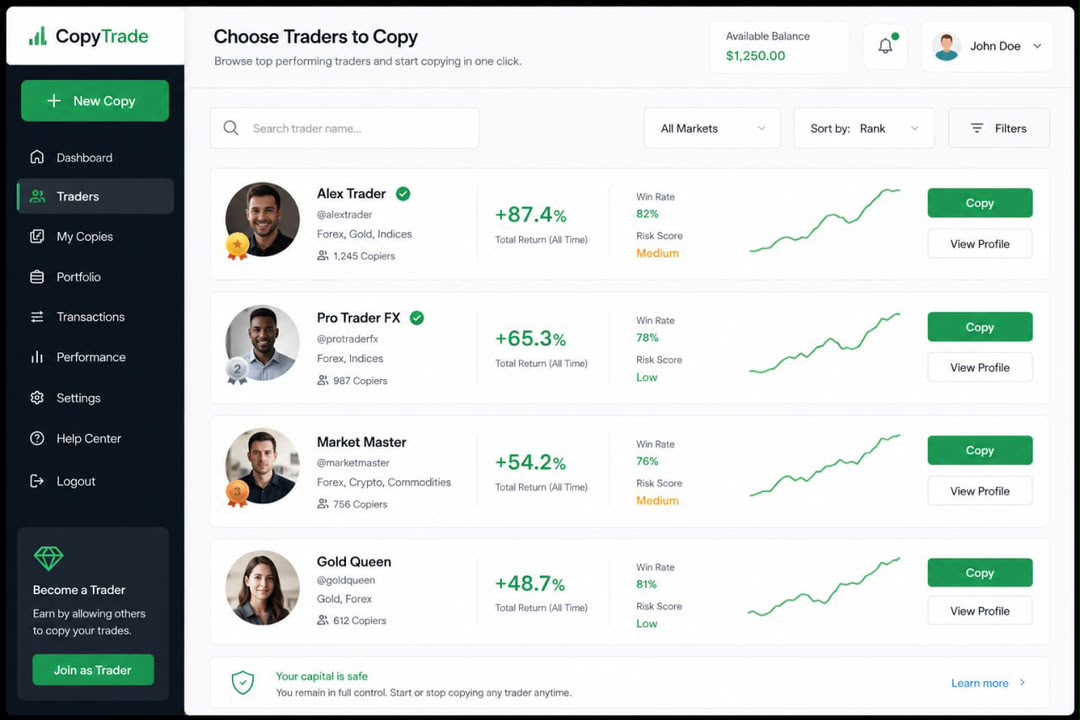 CopyTrade
New Copy
Dashboard
Traders
My Copies
Portfolio
Transactions
Performance
Settings
Help Center
Logout
Become a Trader
Earn by allowing others
to copy your trades.
Join as Trader
Choose Traders to Copy
Browse top performing traders and start copying in one click.
Available Balance
$1,250.00
John Doe
Search trader name...
All Markets
Sort by: Rank
Filters
Alex Trader
@alextrader
Forex, Gold, Indices
1,245 Copiers
+87.4%
Total Return (All Time)
Win Rate
82%
Risk Score
Medium
Copy
View Profile
2
Pro Trader FX
@protraderfx
Forex, Indices
987 Copiers
+65.3%
Total Return (All Time)
Win Rate
78%
Risk Score
Low
Copy
View Profile
3
Market Master
@marketmaster
Forex, Crypto, Commodities
756 Copiers
+54.2%
Total Return (All Time)
Win Rate
76%
Risk Score
Medium
Copy
View Profile
Gold Queen
@goldqueen
Gold, Forex
612 Copiers
+48.7%
Total Return (All Time)
Win Rate
81%
Risk Score
Low
Copy
View Profile
Your capital is safe
You remain in full control. Start or stop copying any trader anytime.
Learn more